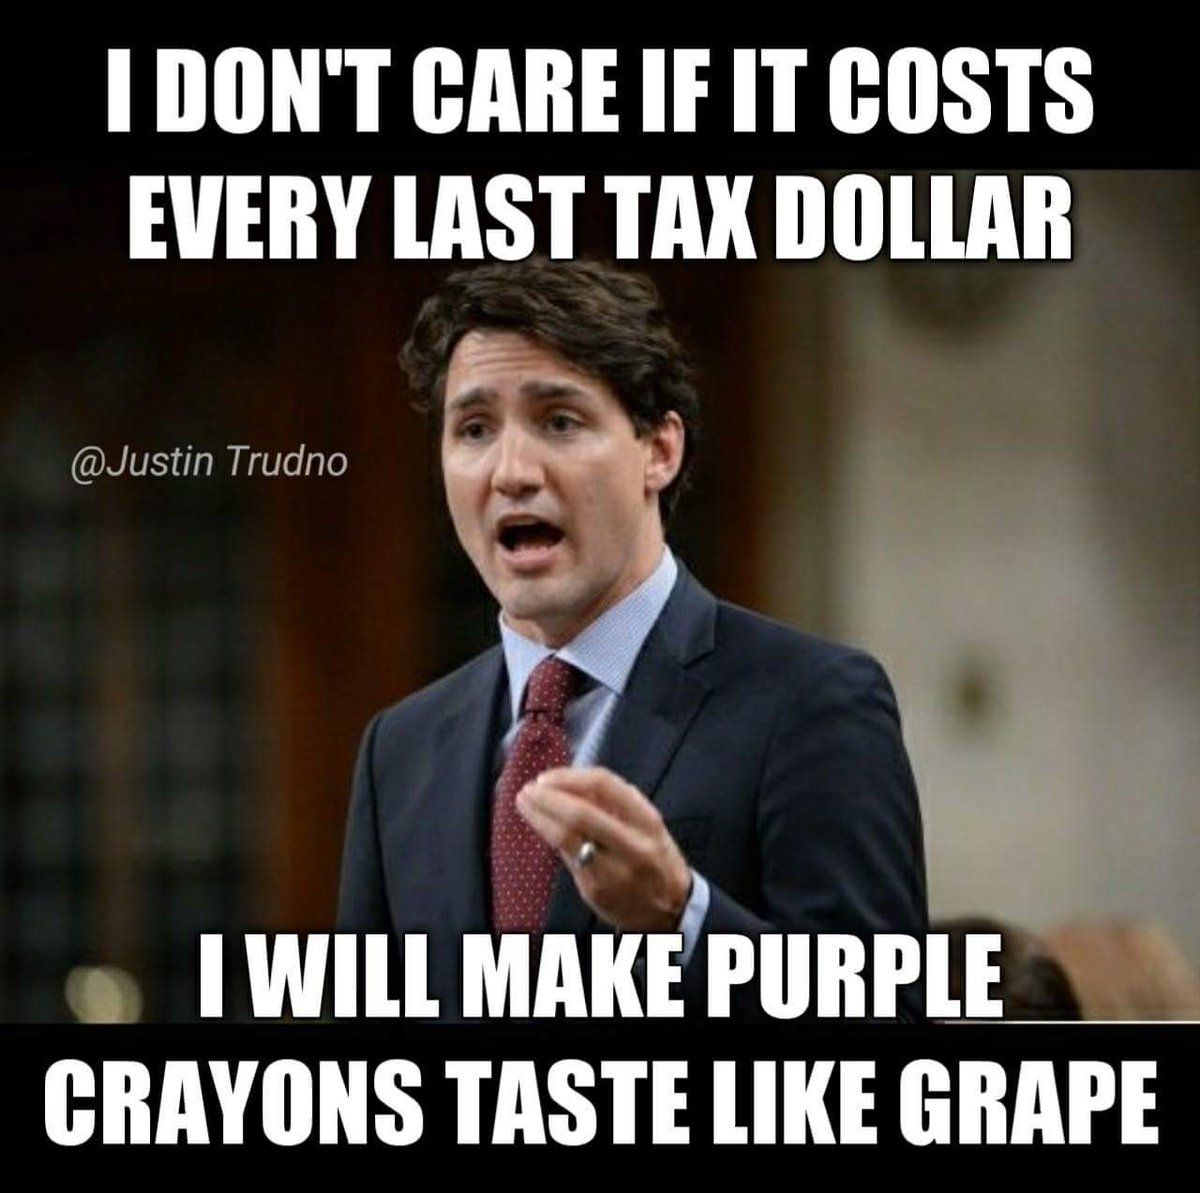 I DON'T CARE IF IT COSTS
EVERY LAST TAX DOLLAR
@Justin Trudno
I WILL MAKE PURPLE
CRAYONS TASTE LIKE GRAPE